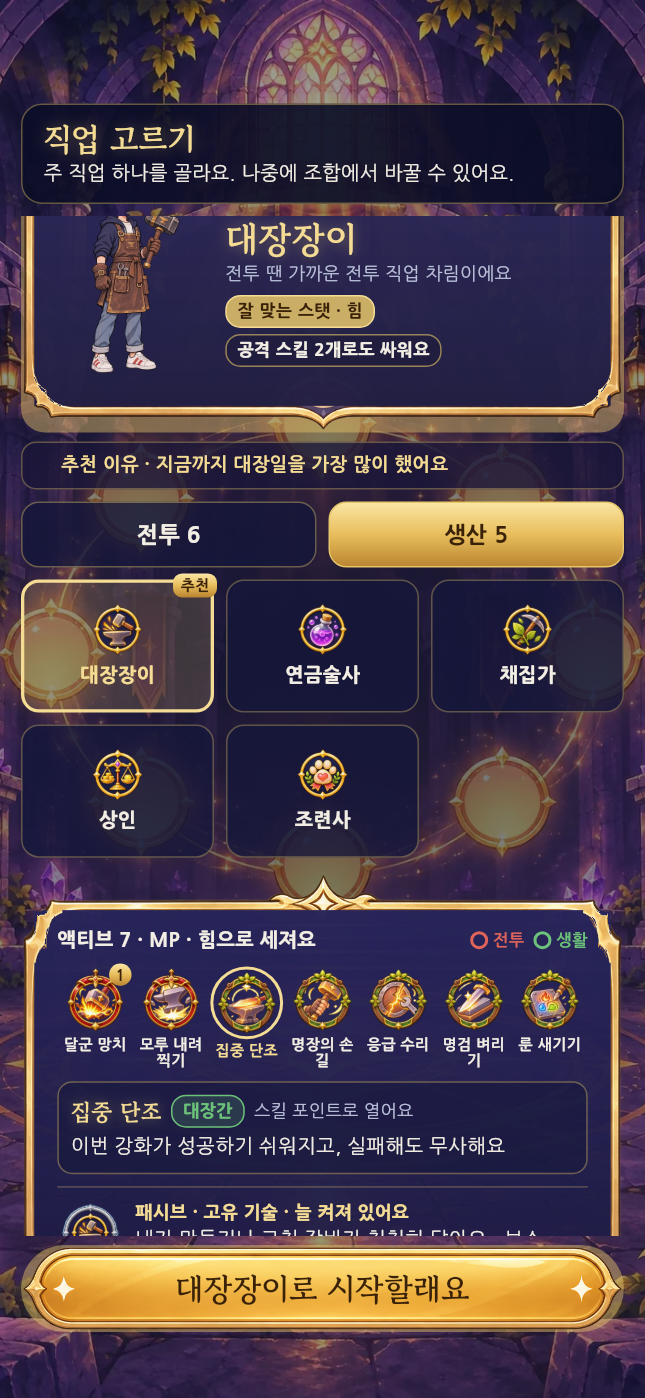 직업 고르기
주 직업 하나를 골라요. 나중에 조합에서 바꿀 수 있어요.
대장장이
전투 땐 가까운 전투 직업 차림이에요
잘 맞는 스탯 · 힘
공격 스킬 2개로도 싸워요
추천 이유 · 지금까지 대장일을 가장 많이 했어요
전투 6
생산 5
추천
대장장이
연금술사
채집가
상인
조련사
액티브 7 · MP · 힘으로 세져요
전투
생활
1
달군 망치
모루 내려
찍기
집중 단조
명장의 손
길
응급 수리
명검 벼리
기
룬 새기기
집중 단조
대장간
스킬 포인트로 열어요
이번 강화가 성공하기 쉬워지고, 실패해도 무사해요
패시브 · 고유 기술 · 늘 켜져 있어요
대장장이로 시작할래요